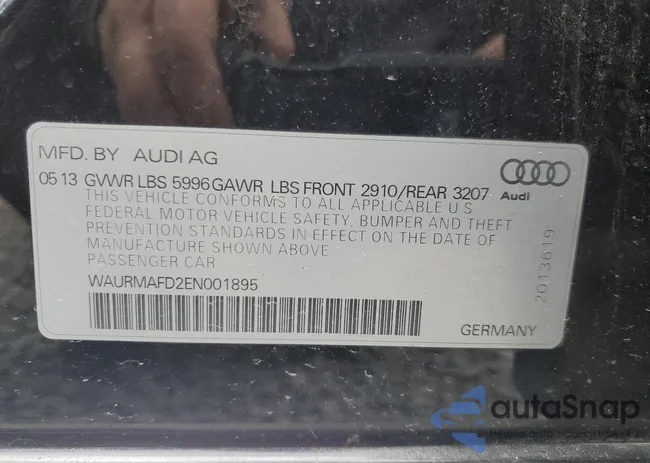 MFD. BY AUDI AG
05 13 GVWR LBS 5996 GAWR LBS FRONT 2910/REAR 3207
Audi
THIS VEHICLE CONFORMS TO ALL APPLICABLE U S
FEDERAL MOTOR VEHICLE SAFETY, BUMPER AND THEFT
PREVENTION STANDARDS IN EFFECT ON THE DATE OF
MANUFACTURE SHOWN ABOVE
PASSENGER CAR
WAURMAFD2EN001895
GERMANY
2013619
autaSnap